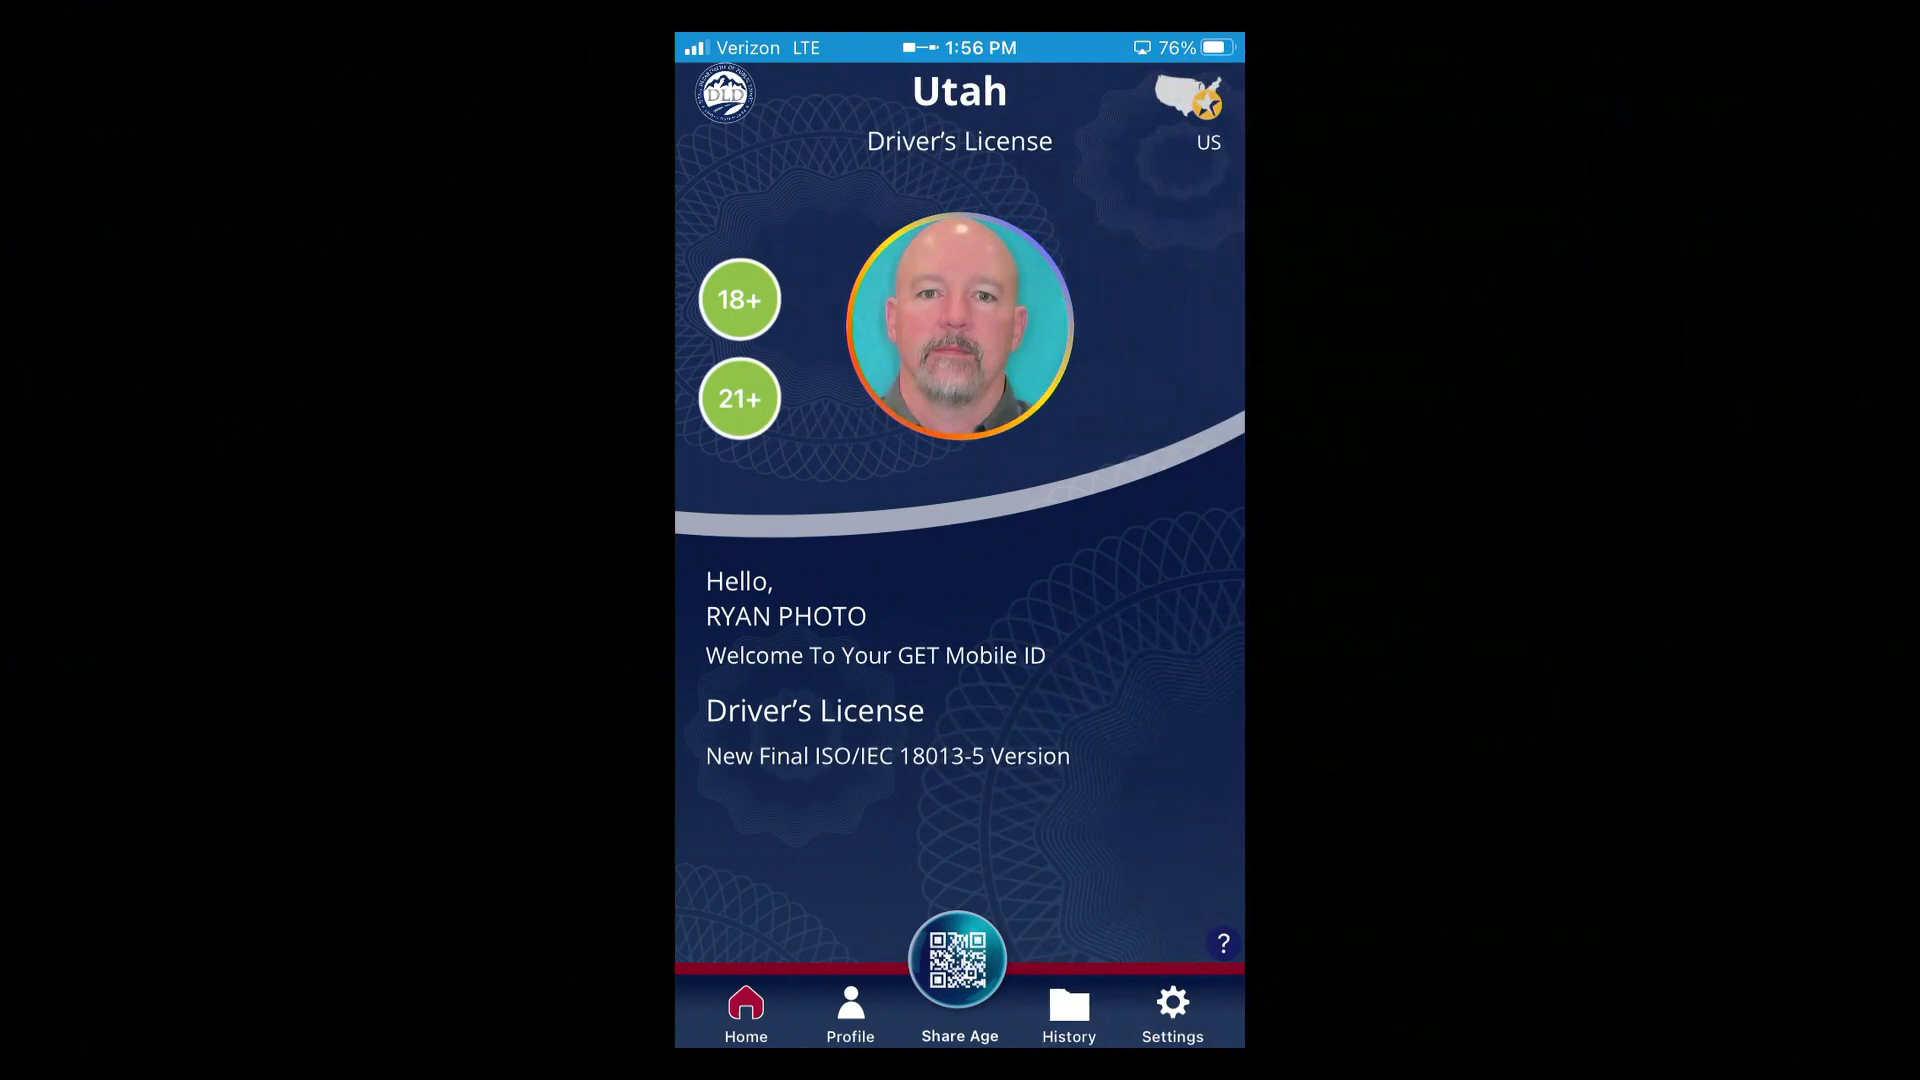 Verizon LTE
1:56 PM
76%
DLD
Utah
Driver’s License
US
18+
21+
Hello,
RYAN PHOTO
Welcome To Your GET Mobile ID
Driver’s License
New Final ISO/IEC 18013-5 Version
?
Home
Profile
Share Age
History
Settings